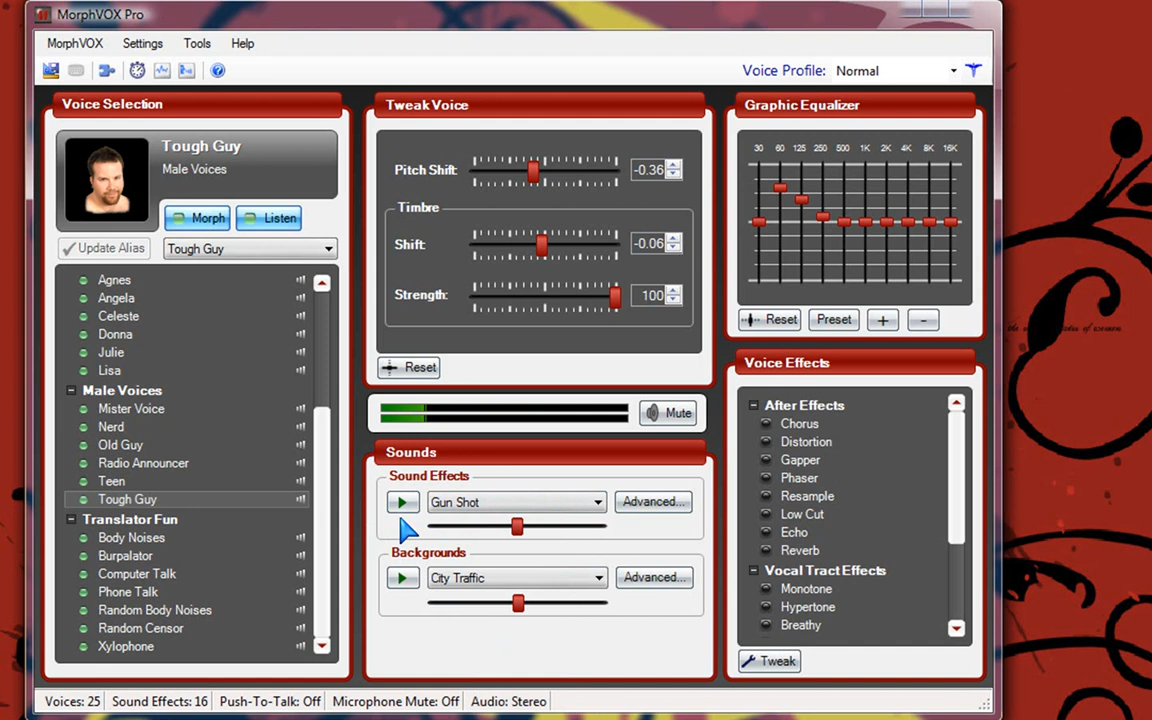 MorphVOX Pro
MorphVOX Settings Tools Help
Voice Profile: Normal
Voice Selection
Tough Guy
Male Voices
Morph Listen
Update Alias Tough Guy
Agnes
Angela
Celeste
Donna
Julie
Lisa
Male Voices
Mister Voice
Nerd
Old Guy
Radio Announcer
Teen
Tough Guy
Translator Fun
Body Noises
Burpalator
Computer Talk
Phone Talk
Random Body Noises
Random Censor
Xylophone
Tweak Voice
Pitch Shift: -0.36
Timbre
Shift: -0.06
Strength: 100
Reset
Mute
Sounds
Sound Effects
Gun Shot Advanced...
Backgrounds
City Traffic Advanced...
Graphic Equalizer
30 60 125 250 500 1K 2K 4K 8K 16K
Reset Preset + -
Voice Effects
After Effects
Chorus
Distortion
Gapper
Phaser
Resample
Low Cut
Echo
Reverb
Vocal Tract Effects
Monotone
Hypertone
Breathy
Tweak
Voices: 25 Sound Effects: 16 Push-To-Talk: Off Microphone Mute: Off Audio: Stereo